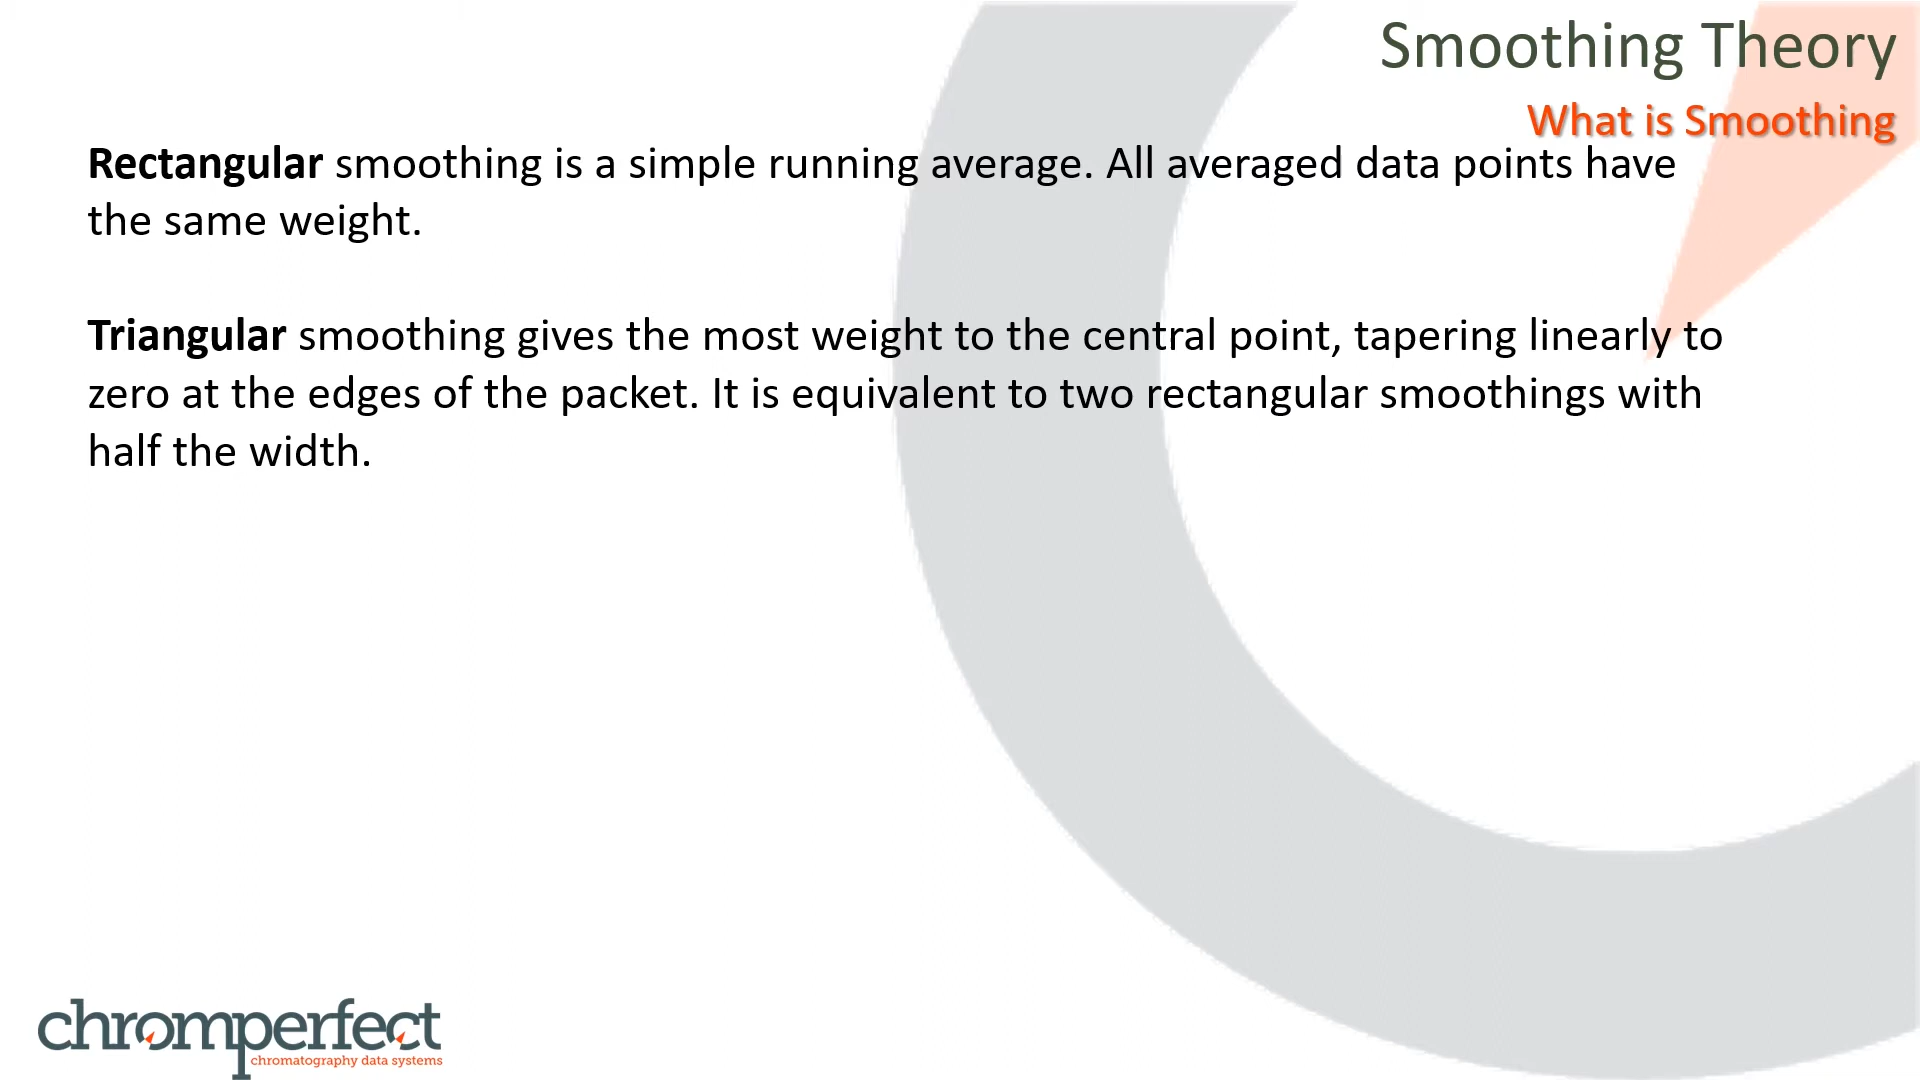 Smoothing Theory
What is Smoothing
Rectangular smoothing is a simple running average. All averaged data points have
the same weight.
Triangular smoothing gives the most weight to the central point, tapering linearly to
zero at the edges of the packet. It is equivalent to two rectangular smoothings with
half the width.
chromperfect
chromatography data systems